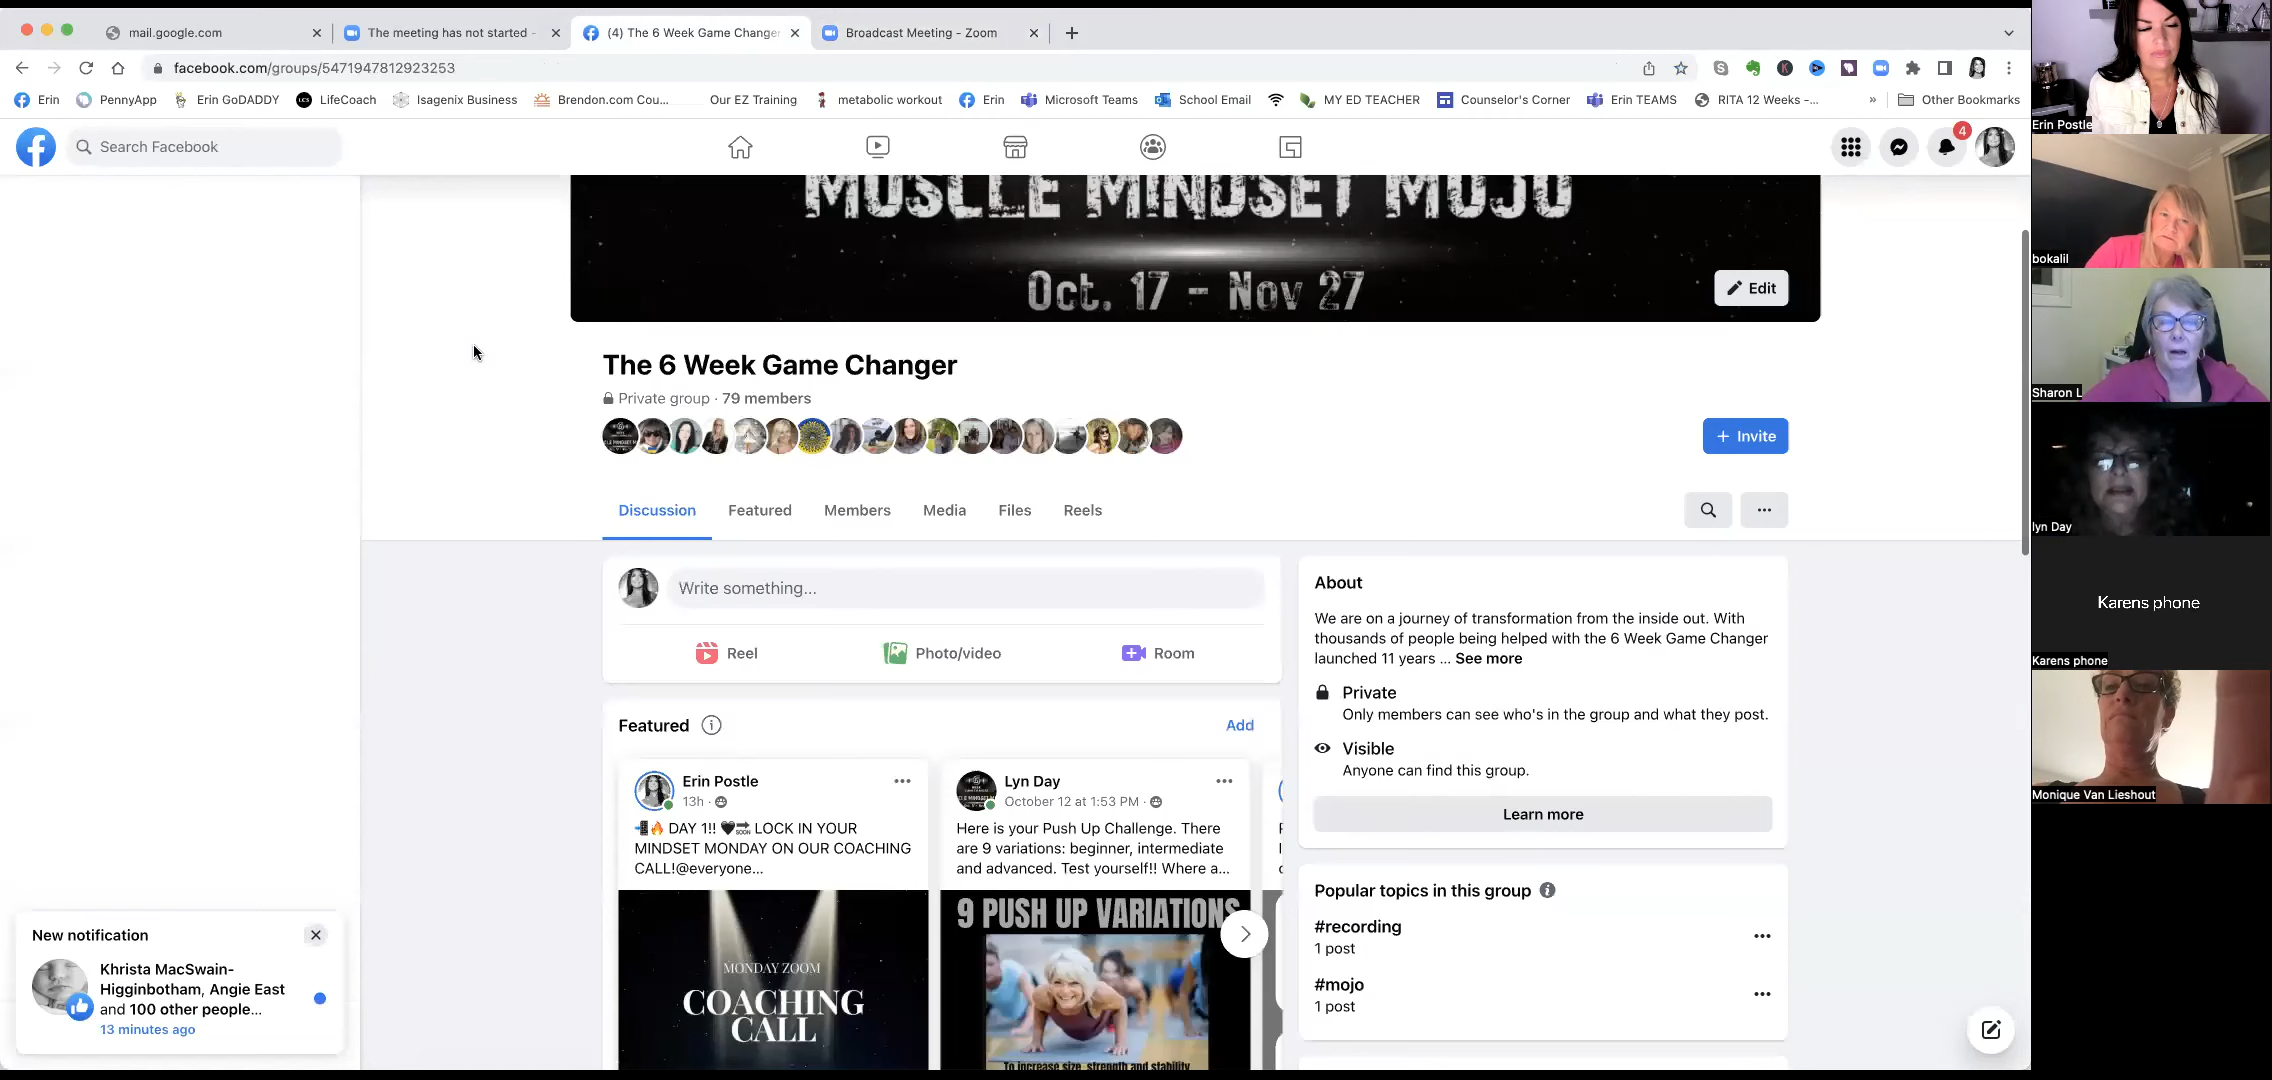 mail.google.com
The meeting has not started -
(4) The 6 Week Game Changer
Broadcast Meeting - Zoom
facebook.com/groups/5471947812923253
Erin
PennyApp
Erin GoDADDY
LifeCoach
Isagenix Business
Brendon.com Cou...
Our EZ Training
metabolic workout
Erin
Microsoft Teams
School Email
MY ED TEACHER
Counselor's Corner
Erin TEAMS
RITA 12 Weeks -...
»
Other Bookmarks
Search Facebook
4
MUSCLE MINDSET MOJO
Oct. 17 - Nov 27
Edit
The 6 Week Game Changer
Private group · 79 members
+ Invite
Discussion
Featured
Members
Media
Files
Reels
Write something...
Reel
Photo/video
Room
Featured
Add
Erin Postle
13h ·
DAY 1!! 🖤 SOON LOCK IN YOUR
MINDSET MONDAY ON OUR COACHING
CALL!@everyone...
MONDAY ZOOM
COACHING
CALL
Lyn Day
October 12 at 1:53 PM ·
Here is your Push Up Challenge. There
are 9 variations: beginner, intermediate
and advanced. Test yourself!! Where a...
9 PUSH UP VARIATIONS
To increase size, strength and stability
About
We are on a journey of transformation from the inside out. With
thousands of people being helped with the 6 Week Game Changer
launched 11 years ... See more
Private
Only members can see who's in the group and what they post.
Visible
Anyone can find this group.
Learn more
Popular topics in this group
#recording
1 post
#mojo
1 post
New notification
Khrista MacSwain-
Higginbotham, Angie East
and 100 other people...
13 minutes ago
Erin Postle
bokalil
Sharon L
lyn Day
Karens phone
Karens phone
Monique Van Lieshout